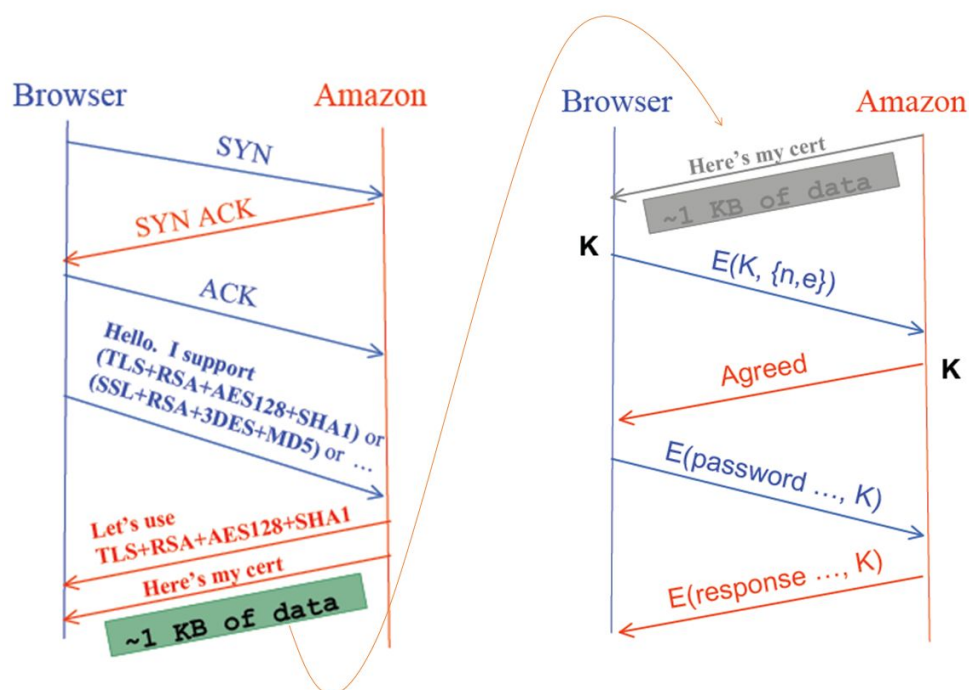 Browser
Amazon
SYN
SYN ACK
ACK
Hello. I support
(TLS+RSA+AES128+SHA1) or
(SSL+RSA+3DES+MD5) or …
Let's use
TLS+RSA+AES128+SHA1
Here's my cert
~1 KB of data
Browser
Amazon
Here's my cert
~1 KB of data
K
E(K, {n,e})
Agreed
K
E(password …, K)
E(response …, K)